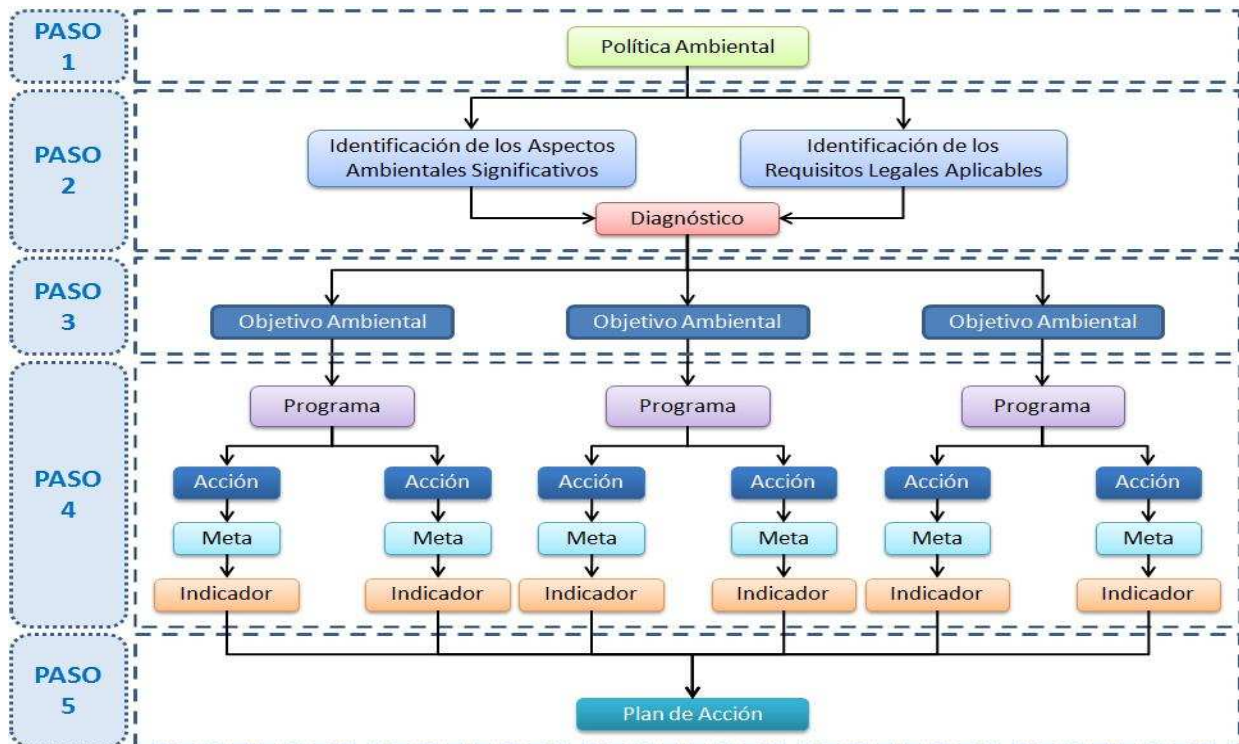 PASO
1
Política Ambiental
PASO
2
Identificación de los Aspectos
Ambientales Significativos
Identificación de los
Requisitos Legales Aplicables
Diagnóstico
PASO
3
Objetivo Ambiental
Objetivo Ambiental
Objetivo Ambiental
PASO
4
Programa
Programa
Programa
Acción
Acción
Acción
Acción
Acción
Acción
Meta
Meta
Meta
Meta
Meta
Meta
Indicador
Indicador
Indicador
Indicador
Indicador
Indicador
PASO
5
Plan de Acción